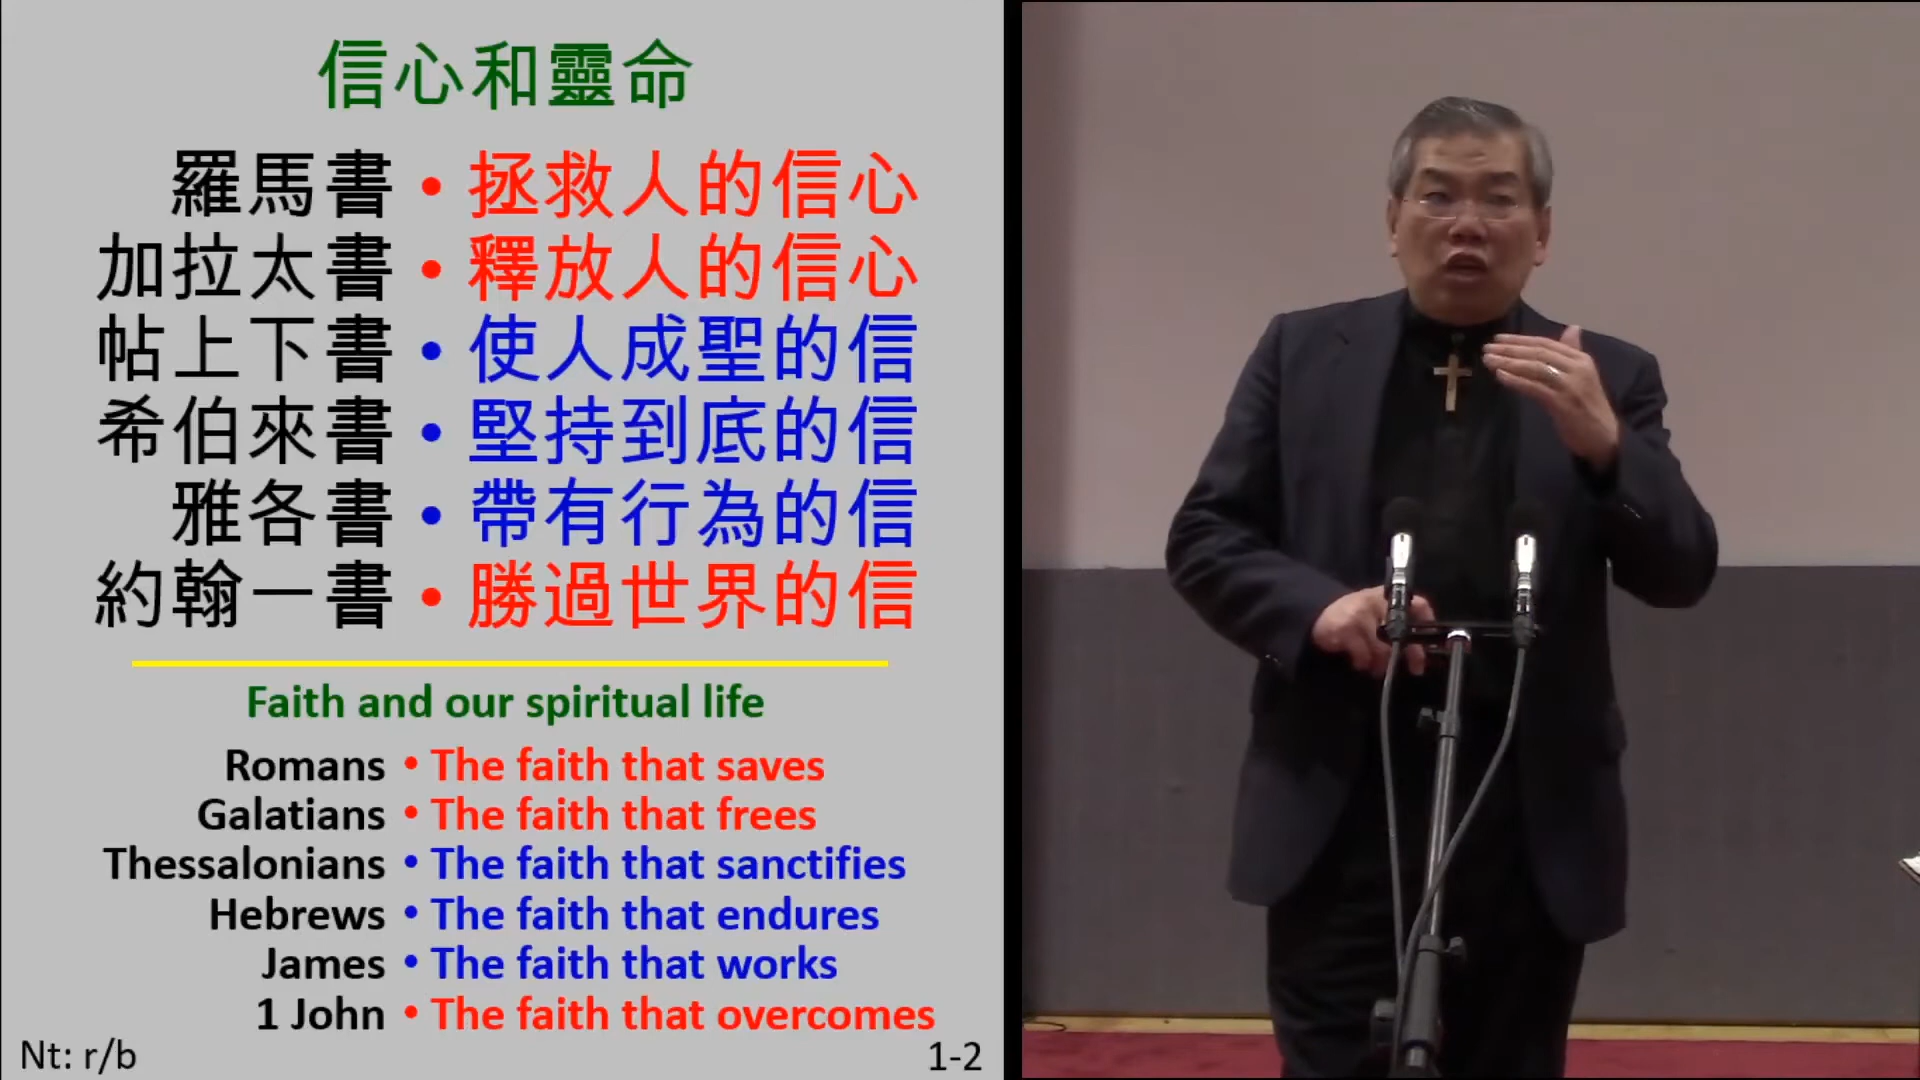 信心和靈命
羅馬書 • 拯救人的信心
加拉太書 • 釋放人的信心
帖上下書 • 使人成聖的信
希伯來書 • 堅持到底的信
雅各書 • 帶有行為的信
約翰一書 • 勝過世界的信
Faith and our spiritual life
Romans • The faith that saves
Galatians • The faith that frees
Thessalonians • The faith that sanctifies
Hebrews • The faith that endures
James • The faith that works
1 John • The faith that overcomes
Nt: r/b 1-2